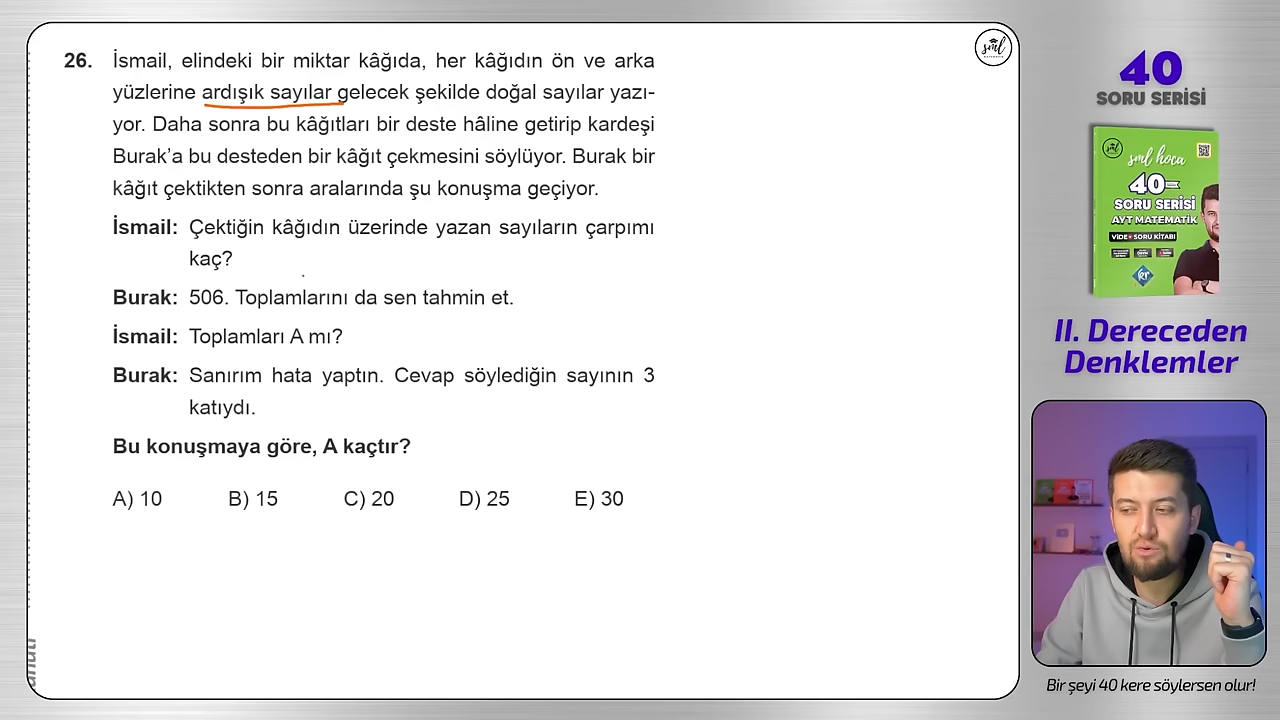 26. İsmail, elindeki bir miktar kâğıda, her kâğıdın ön ve arka
yüzlerine ardışık sayılar gelecek şekilde doğal sayılar yazı-
yor. Daha sonra bu kâğıtları bir deste hâline getirip kardeşi
Burak’a bu desteden bir kâğıt çekmesini söylüyor. Burak bir
kâğıt çektikten sonra aralarında şu konuşma geçiyor.
İsmail: Çektiğin kâğıdın üzerinde yazan sayıların çarpımı
kaç?
Burak: 506. Toplamlarını da sen tahmin et.
İsmail: Toplamları A mı?
Burak: Sanırım hata yaptın. Cevap söylediğin sayının 3
katıydı.
Bu konuşmaya göre, A kaçtır?
A) 10 B) 15 C) 20 D) 25 E) 30
sml
40
SORU SERİSİ
sml hoca
40
SORU SERİSİ
AYT MATEMATİK
VİDEO SORU KİTABI
II. Dereceden
Denklemler
Bir şeyi 40 kere söylersen olur!